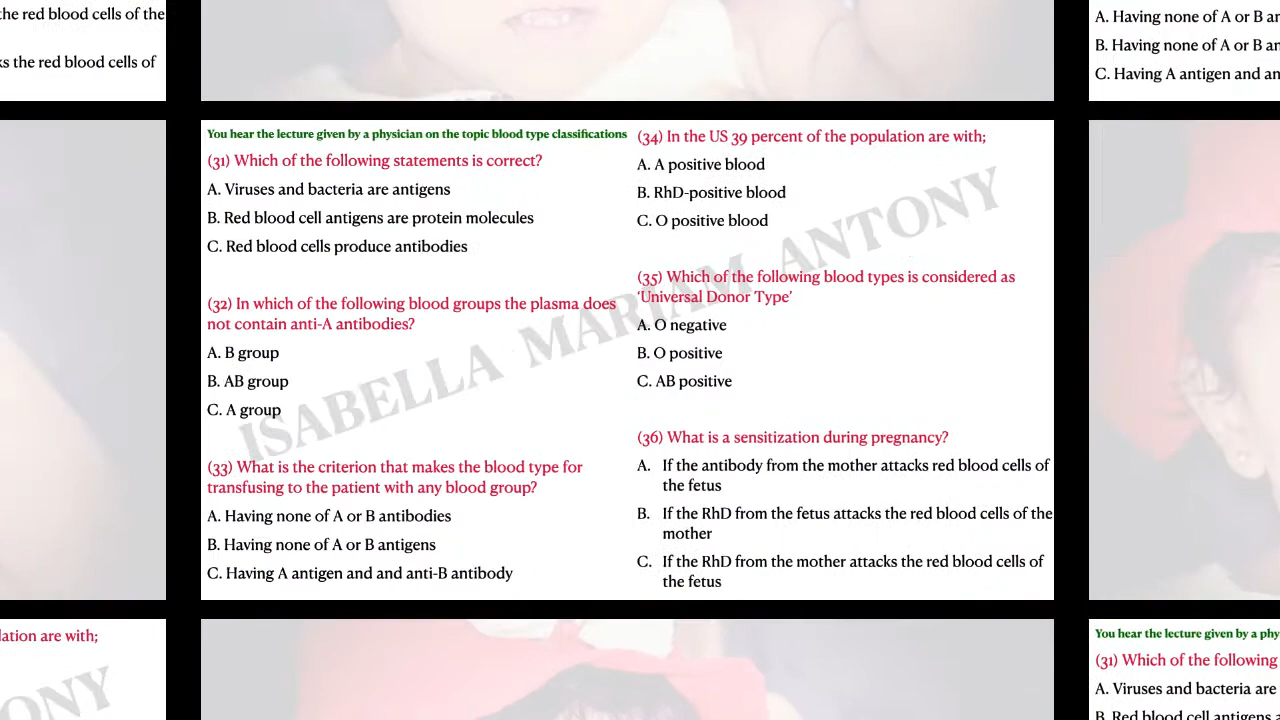 the red blood cells of the
ks the red blood cells of
A. Having none of A or B an
B. Having none of A or B an
C. Having A antigen and an
You hear the lecture given by a physician on the topic blood type classifications
(31) Which of the following statements is correct?
A. Viruses and bacteria are antigens
B. Red blood cell antigens are protein molecules
C. Red blood cells produce antibodies
(32) In which of the following blood groups the plasma does
not contain anti-A antibodies?
A. B group
B. AB group
C. A group
(33) What is the criterion that makes the blood type for
transfusing to the patient with any blood group?
A. Having none of A or B antibodies
B. Having none of A or B antigens
C. Having A antigen and and anti-B antibody
(34) In the US 39 percent of the population are with;
A. A positive blood
B. RhD-positive blood
C. O positive blood
(35) Which of the following blood types is considered as
‘Universal Donor Type’
A. O negative
B. O positive
C. AB positive
(36) What is a sensitization during pregnancy?
A. If the antibody from the mother attacks red blood cells of
the fetus
B. If the RhD from the fetus attacks the red blood cells of the
mother
C. If the RhD from the mother attacks the red blood cells of
the fetus
ISABELLA MARIAM ANTONY
lation are with;
ONY
You hear the lecture given by a phy
(31) Which of the following
A. Viruses and bacteria are
B. Red blood cell antigens a